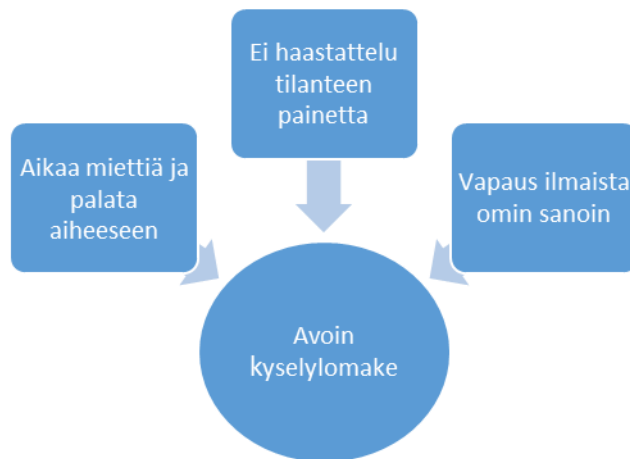 Ei haastattelu
tilanteen
painetta
Aikaa miettiä ja
palata
aiheeseen
Vapaus ilmaista
omin sanoin
Avoin
kyselylomake